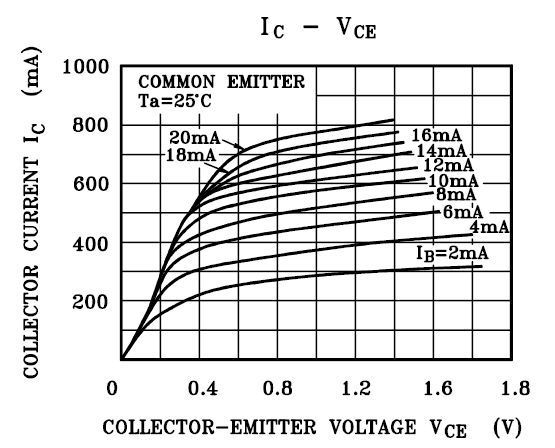 I_C – V_CE
COLLECTOR CURRENT I_C (mA)
1000
800
600
400
200
0
COMMON EMITTER
Ta=25°C
20mA
18mA
16mA
14mA
12mA
10mA
8mA
6mA
4mA
I_B=2mA
0.4
0.8
1.2
1.6
1.8
COLLECTOR–EMITTER VOLTAGE V_CE (V)